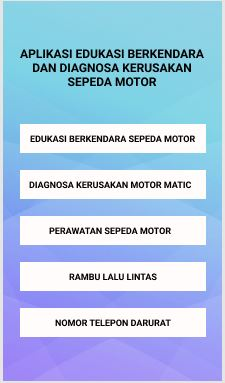 APLIKASI EDUKASI BERKENDARA
DAN DIAGNOSA KERUSAKAN
SEPEDA MOTOR
EDUKASI BERKENDARA SEPEDA MOTOR
DIAGNOSA KERUSAKAN MOTOR MATIC
PERAWATAN SEPEDA MOTOR
RAMBU LALU LINTAS
NOMOR TELEPON DARURAT